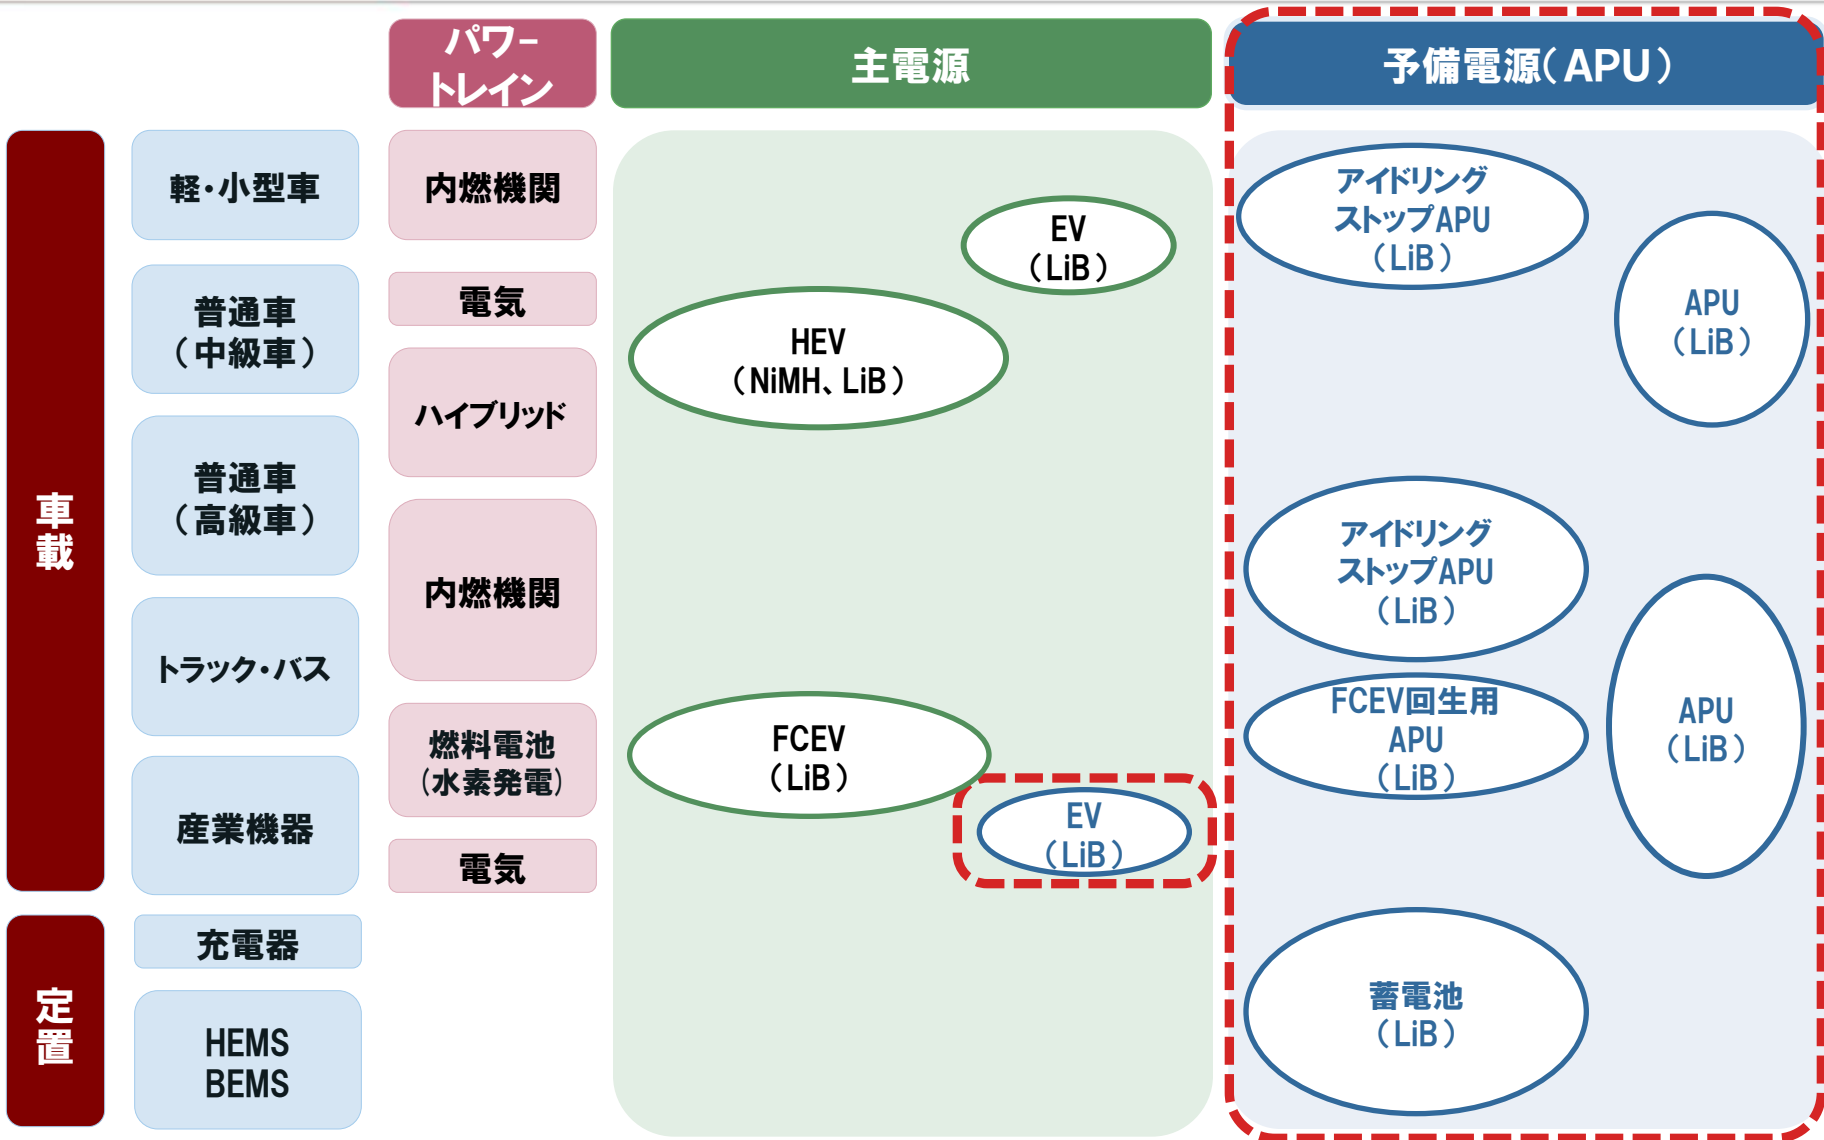 パワー
トレイン
主電源
予備電源(APU)
車載
軽・小型車
普通車
(中級車)
普通車
(高級車)
トラック・バス
産業機器
定置
充電器
HEMS
BEMS
内燃機関
電気
ハイブリッド
内燃機関
燃料電池
(水素発電)
電気
EV
(LiB)
HEV
(NiMH、LiB)
FCEV
(LiB)
EV
(LiB)
アイドリング
ストップAPU
(LiB)
APU
(LiB)
アイドリング
ストップAPU
(LiB)
FCEV回生用
APU
(LiB)
APU
(LiB)
蓄電池
(LiB)